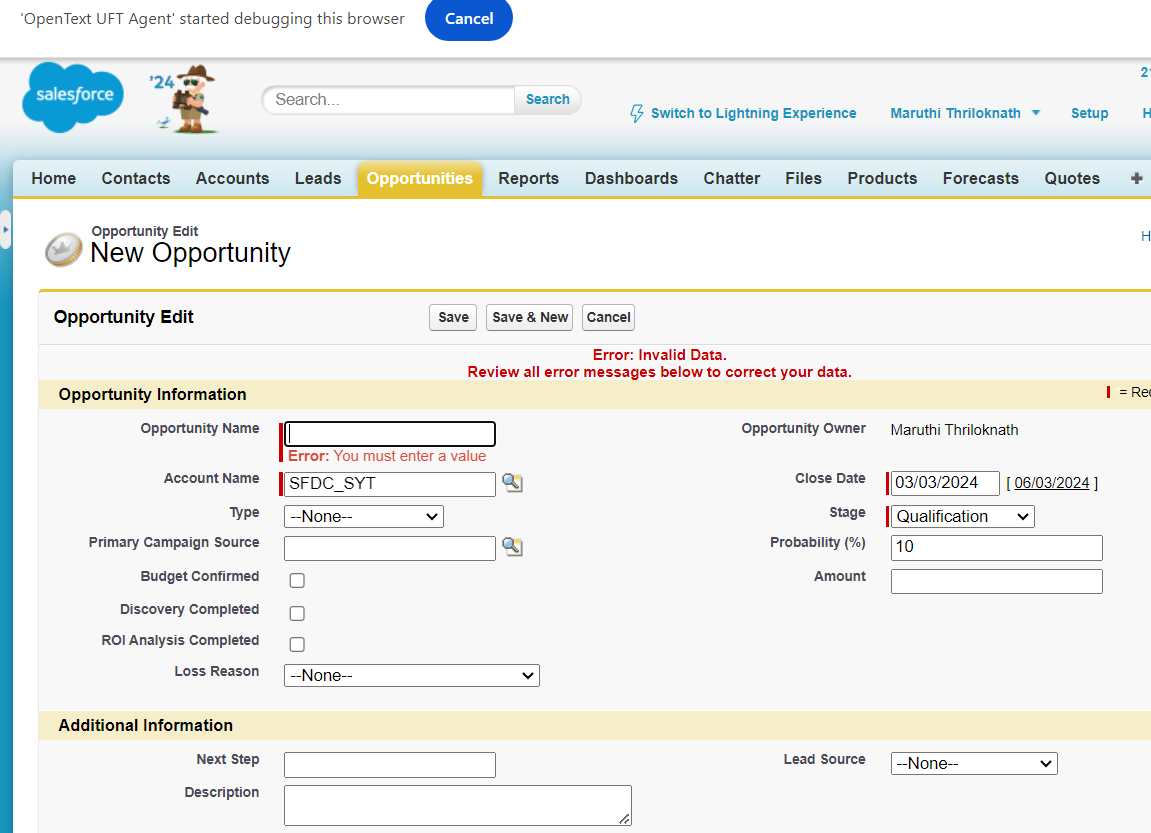 'OpenText UFT Agent' started debugging this browser
Cancel
salesforce
'24
Search...
Search
Switch to Lightning Experience
Maruthi Thriloknath
Setup
Home Contacts Accounts Leads Opportunities Reports Dashboards Chatter Files Products Forecasts Quotes +
Opportunity Edit
New Opportunity
Opportunity Edit
Save
Save & New
Cancel
Error: Invalid Data.
Review all error messages below to correct your data.
Opportunity Information
Opportunity Name
Error: You must enter a value
Opportunity Owner
Maruthi Thriloknath
Account Name
SFDC_SYT
Close Date
03/03/2024
[ 06/03/2024 ]
Type
--None--
Stage
Qualification
Primary Campaign Source
Probability (%)
10
Budget Confirmed
Amount
Discovery Completed
ROI Analysis Completed
Loss Reason
--None--
Additional Information
Next Step
Lead Source
--None--
Description